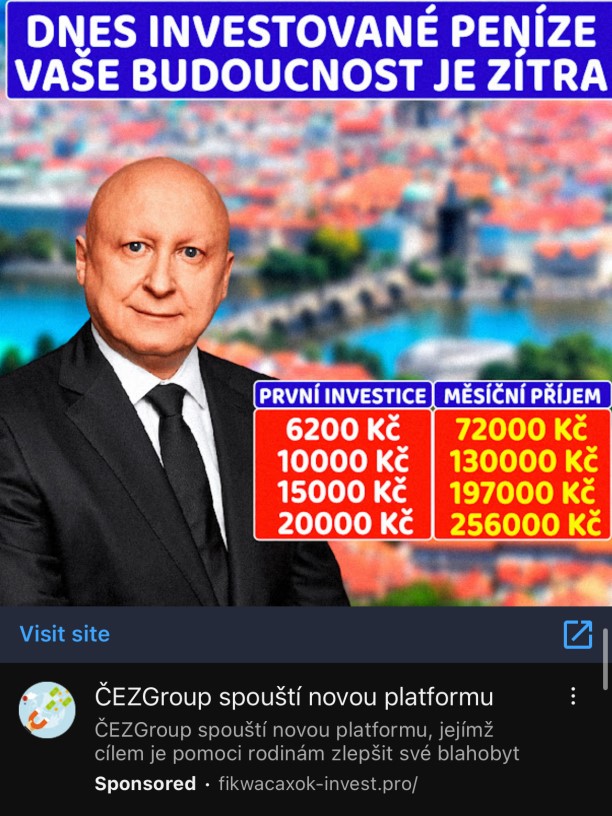 DNES INVESTOVANÉ PENÍZE
VAŠE BUDOUCNOST JE ZÍTRA
PRVNÍ INVESTICE MĚSÍČNÍ PŘÍJEM
6200 Kč 72000 Kč
10000 Kč 130000 Kč
15000 Kč 197000 Kč
20000 Kč 256000 Kč
Visit site
ČEZGroup spouští novou platformu
ČEZGroup spouští novou platformu, jejímž
cílem je pomoci rodinám zlepšit své blahobyt
Sponsored · fikwacaxok-invest.pro/